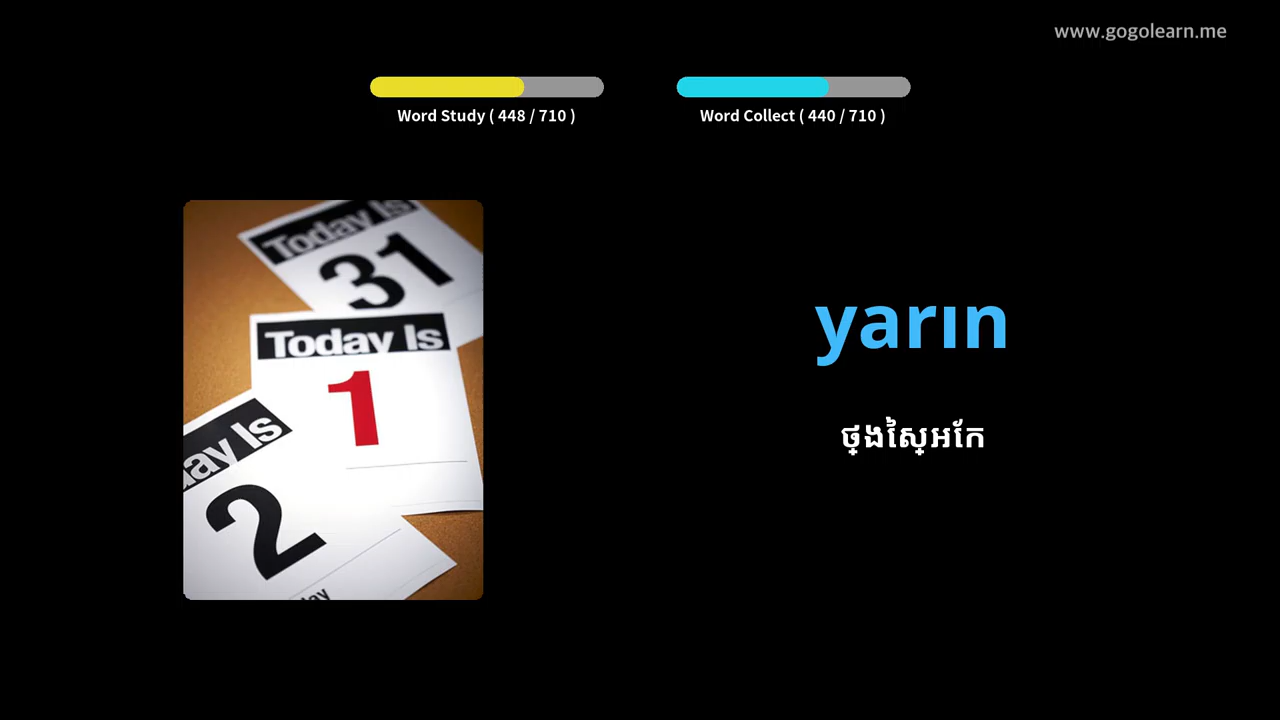 www.gogolearn.me
Word Study ( 448 / 710 )
Word Collect ( 440 / 710 )
Today Is
31
Today Is
1
ay Is
2
yarın
ថ្ងៃស្អែក